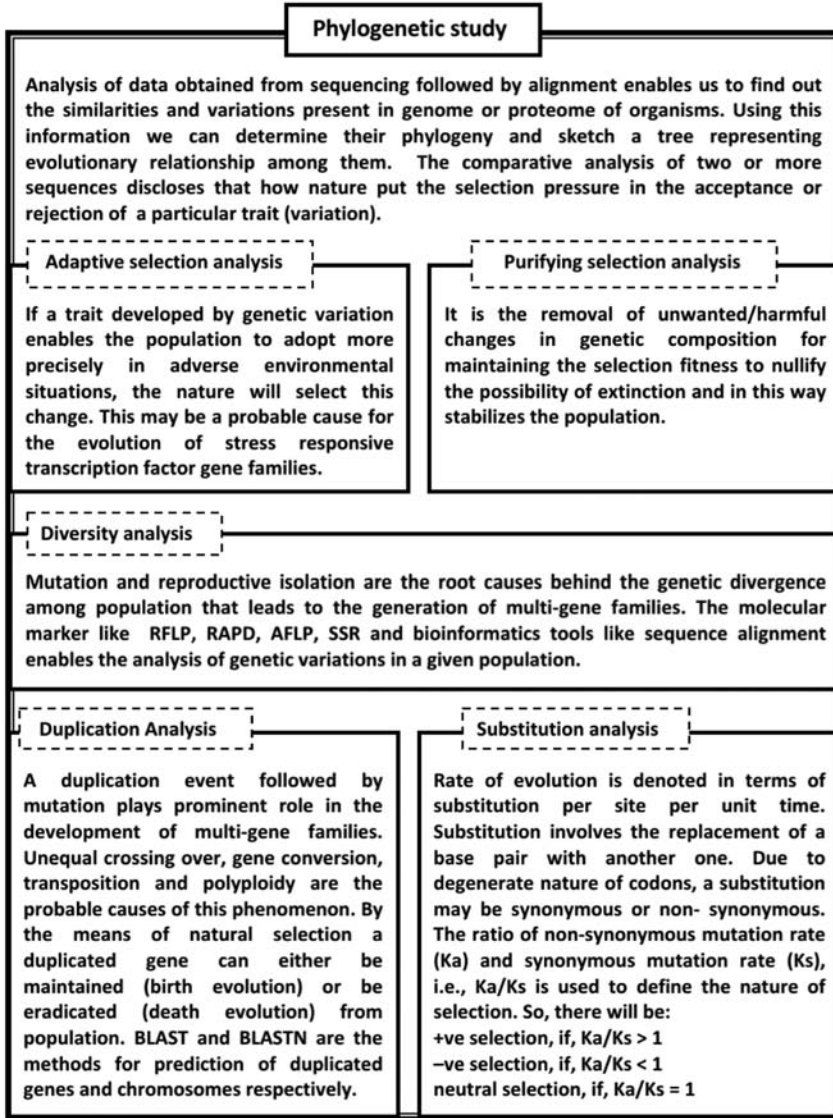 Phylogenetic study
Analysis of data obtained from sequencing followed by alignment enables us to find out
the similarities and variations present in genome or proteome of organisms. Using this
information we can determine their phylogeny and sketch a tree representing
evolutionary relationship among them. The comparative analysis of two or more
sequences discloses that how nature put the selection pressure in the acceptance or
rejection of a particular trait (variation).
Adaptive selection analysis
If a trait developed by genetic variation
enables the population to adopt more
precisely in adverse environmental
situations, the nature will select this
change. This may be a probable cause for
the evolution of stress responsive
transcription factor gene families.
Purifying selection analysis
It is the removal of unwanted/harmful
changes in genetic composition for
maintaining the selection fitness to nullify
the possibility of extinction and in this way
stabilizes the population.
Diversity analysis
Mutation and reproductive isolation are the root causes behind the genetic divergence
among population that leads to the generation of multi-gene families. The molecular
marker like RFLP, RAPD, AFLP, SSR and bioinformatics tools like sequence alignment
enables the analysis of genetic variations in a given population.
Duplication Analysis
A duplication event followed by
mutation plays prominent role in the
development of multi-gene families.
Unequal crossing over, gene conversion,
transposition and polyploidy are the
probable causes of this phenomenon. By
the means of natural selection a
duplicated gene can either be
maintained (birth evolution) or be
eradicated (death evolution) from
population. BLAST and BLASTN are the
methods for prediction of duplicated
genes and chromosomes respectively.
Substitution analysis
Rate of evolution is denoted in terms of
substitution per site per unit time.
Substitution involves the replacement of a
base pair with another one. Due to
degenerate nature of codons, a substitution
may be synonymous or non- synonymous.
The ratio of non-synonymous mutation rate
(Ka) and synonymous mutation rate (Ks),
i.e., Ka/Ks is used to define the nature of
selection. So, there will be:
+ve selection, if, Ka/Ks > 1
–ve selection, if, Ka/Ks < 1
neutral selection, if, Ka/Ks = 1